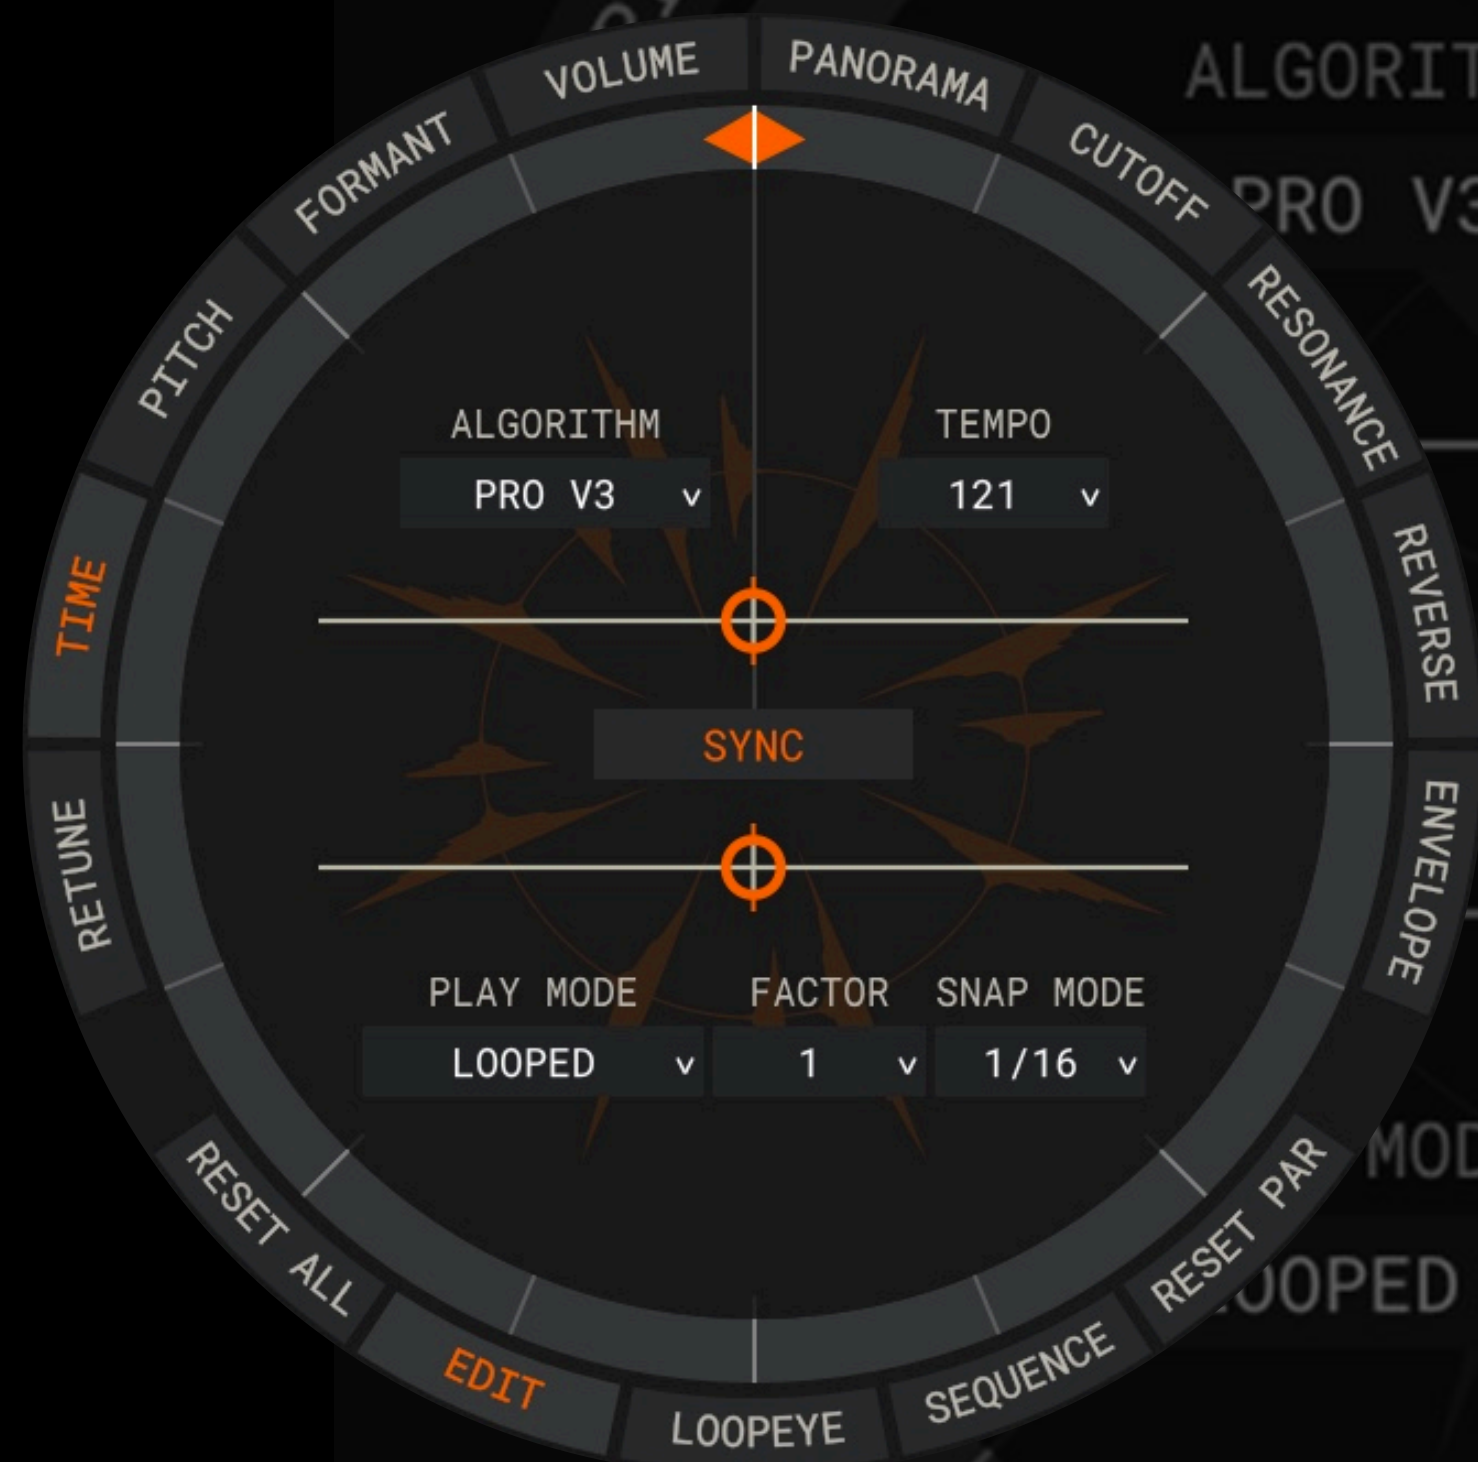 VOLUME
PANORAMA
FORMANT
CUTOFF
PITCH
RESONANCE
TIME
REVERSE
RETUNE
ENVELOPE
ALGORITHM
TEMPO
PRO V3
121
SYNC
PLAY MODE
FACTOR
SNAP MODE
LOOPED
1
1/16
RESET ALL
RESET PAR
EDIT
LOOPEYE
SEQUENCE
ALGORIT
PRO V3
MOD
OOPED